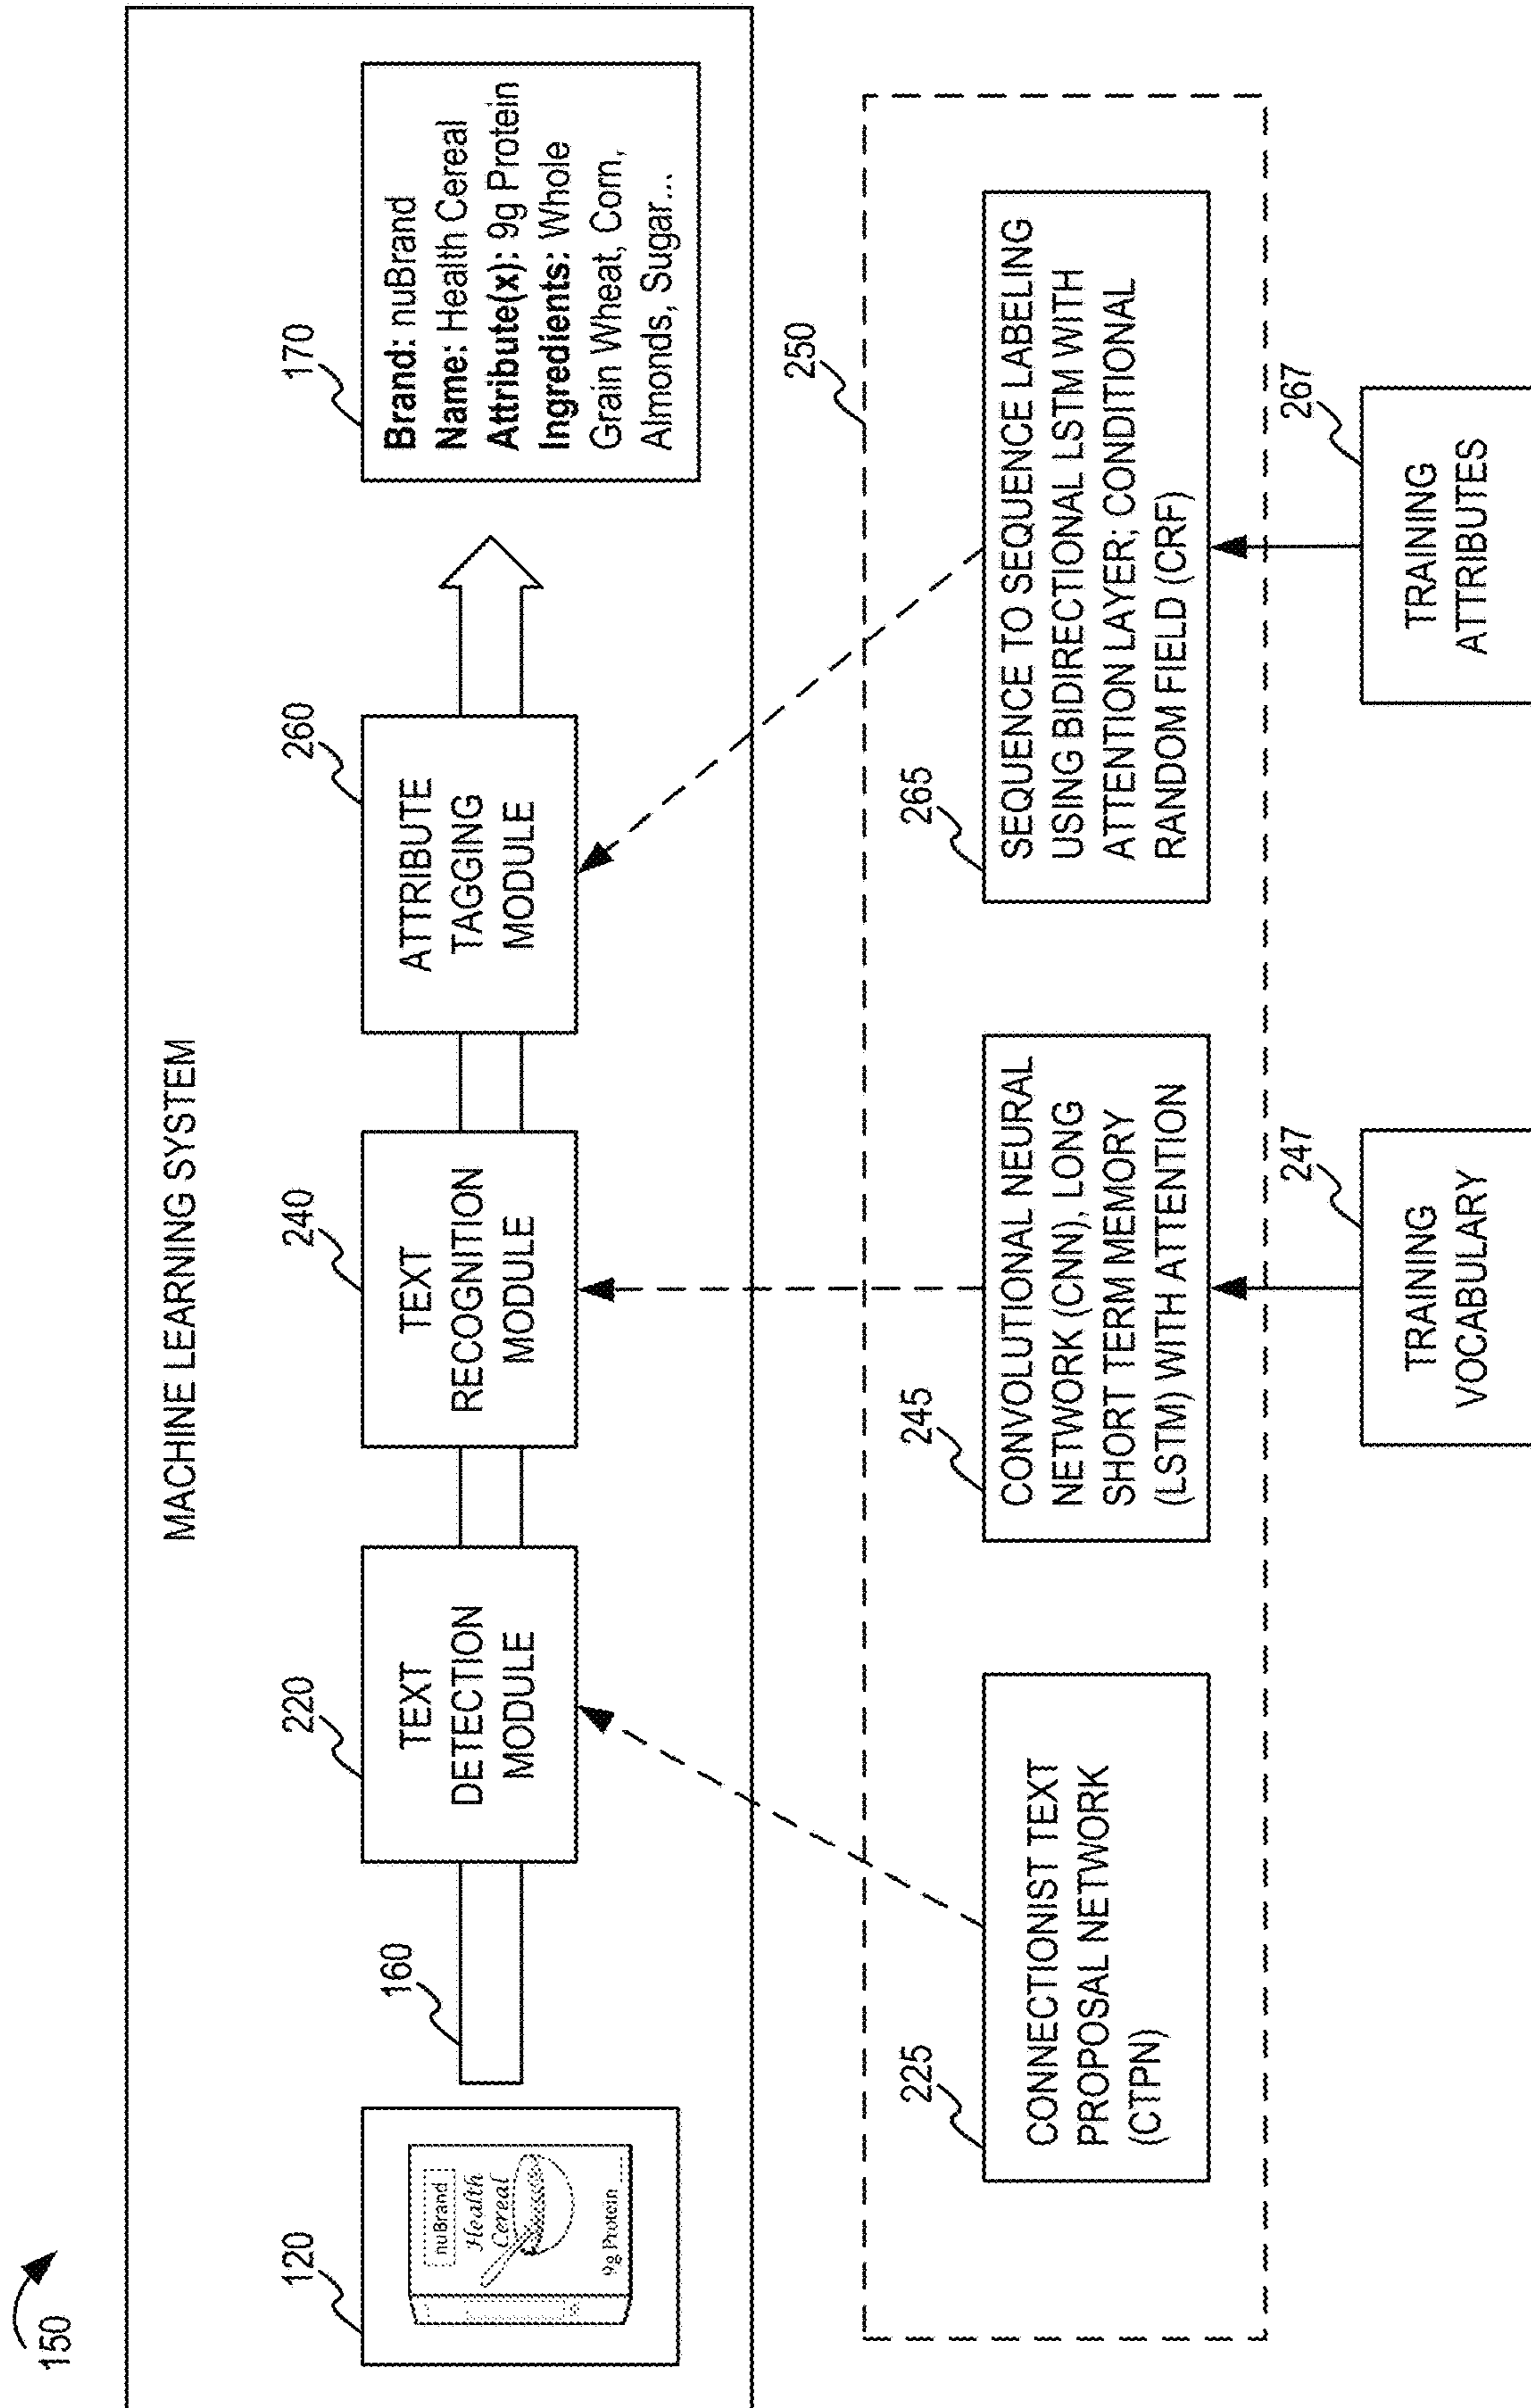 150
MACHINE LEARNING SYSTEM
120
nuBrand
Health
Cereal
9g Protein
160
220
TEXT
DETECTION
MODULE
240
TEXT
RECOGNITION
MODULE
260
ATTRIBUTE
TAGGING
MODULE
170
Brand: nuBrand
Name: Health Cereal
Attribute(x): 9g Protein
Ingredients: Whole
Grain Wheat, Corn,
Almonds, Sugar...
250
225
CONNECTIONIST TEXT
PROPOSAL NETWORK
(CTPN)
245
CONVOLUTIONAL NEURAL
NETWORK (CNN), LONG
SHORT TERM MEMORY
(LSTM) WITH ATTENTION
265
SEQUENCE TO SEQUENCE LABELING
USING BIDIRECTIONAL LSTM WITH
ATTENTION LAYER; CONDITIONAL
RANDOM FIELD (CRF)
247
TRAINING
VOCABULARY
267
TRAINING
ATTRIBUTES